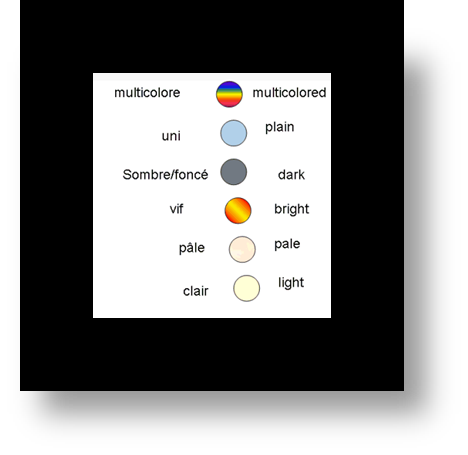 multicolore multicolored
uni plain
Sombre/foncé dark
vif bright
pâle pale
clair light